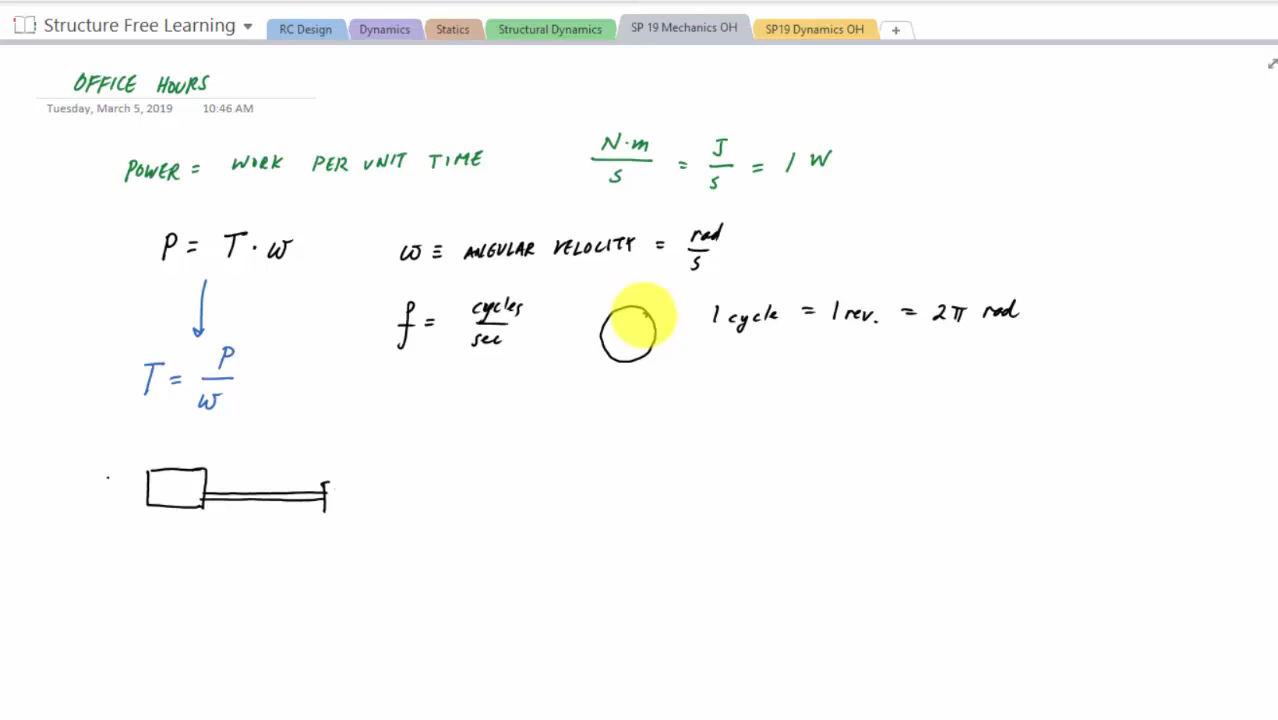 Structure Free Learning
RC Design Dynamics Statics Structural Dynamics SP 19 Mechanics OH SP19 Dynamics OH +
OFFICE HOURS
Tuesday, March 5, 2019 10:46 AM
POWER = WORK PER UNIT TIME N·m/s = J/s = 1 W
P = T · ω ω ≡ ANGULAR VELOCITY = rad/s
f = cycles/sec 1 cycle = 1 rev. = 2π rad
T = P/ω